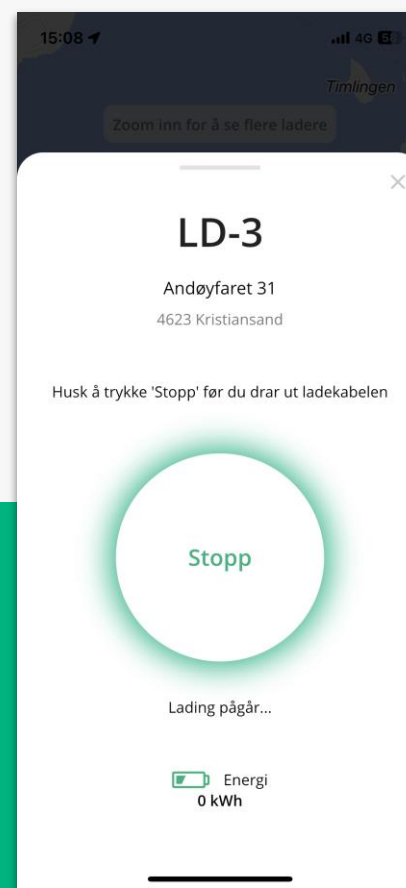 15:08
4G
Timlingen
Zoom inn for å se flere ladere
LD-3
Andøyfaret 31
4623 Kristiansand
Husk å trykke 'Stopp' før du drar ut ladekabelen
Stopp
Lading pågår...
Energi
0 kWh